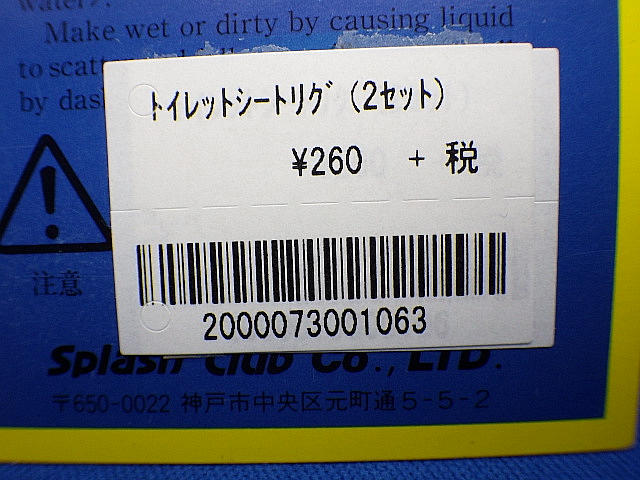 Make wet or dirty by causing liquid
to
by
トイレットシートリグ（2セット）
¥260 + 税
2000073001063
注意
Splash Club Co., LTD.
〒650-0022 神戸市中央区元町通5-5-2